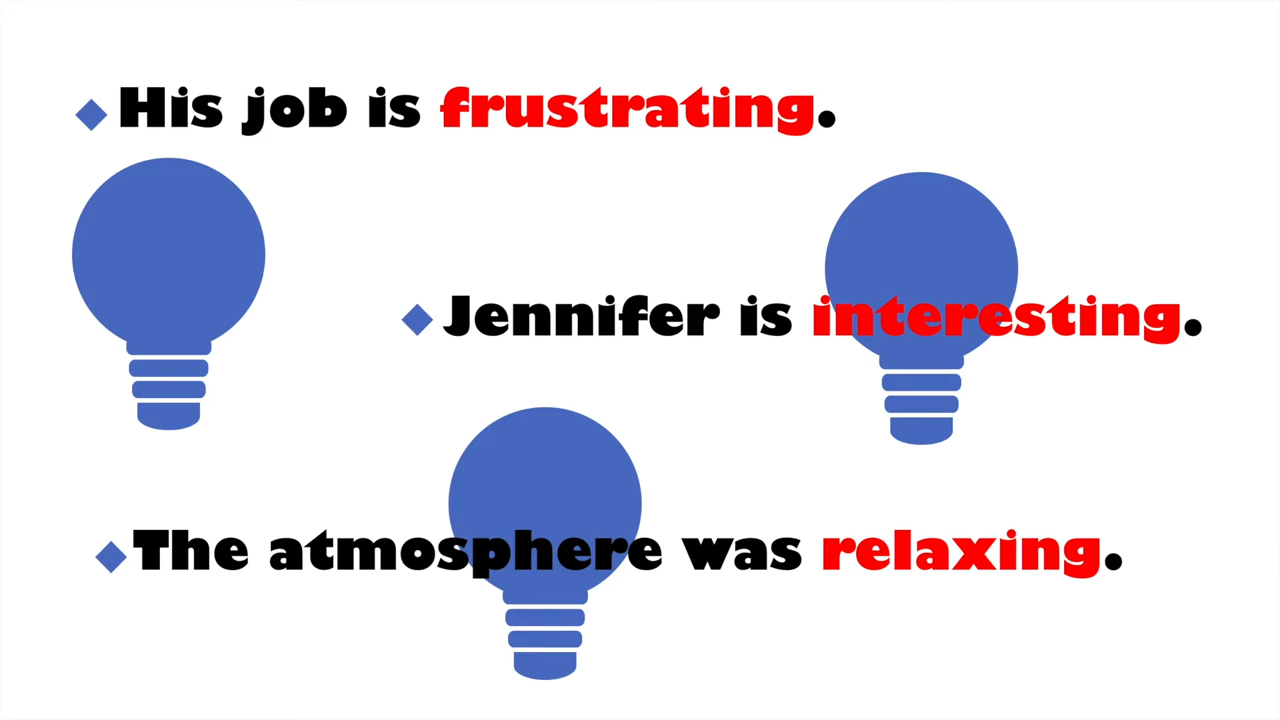 His job is frustrating.
Jennifer is interesting.
The atmosphere was relaxing.